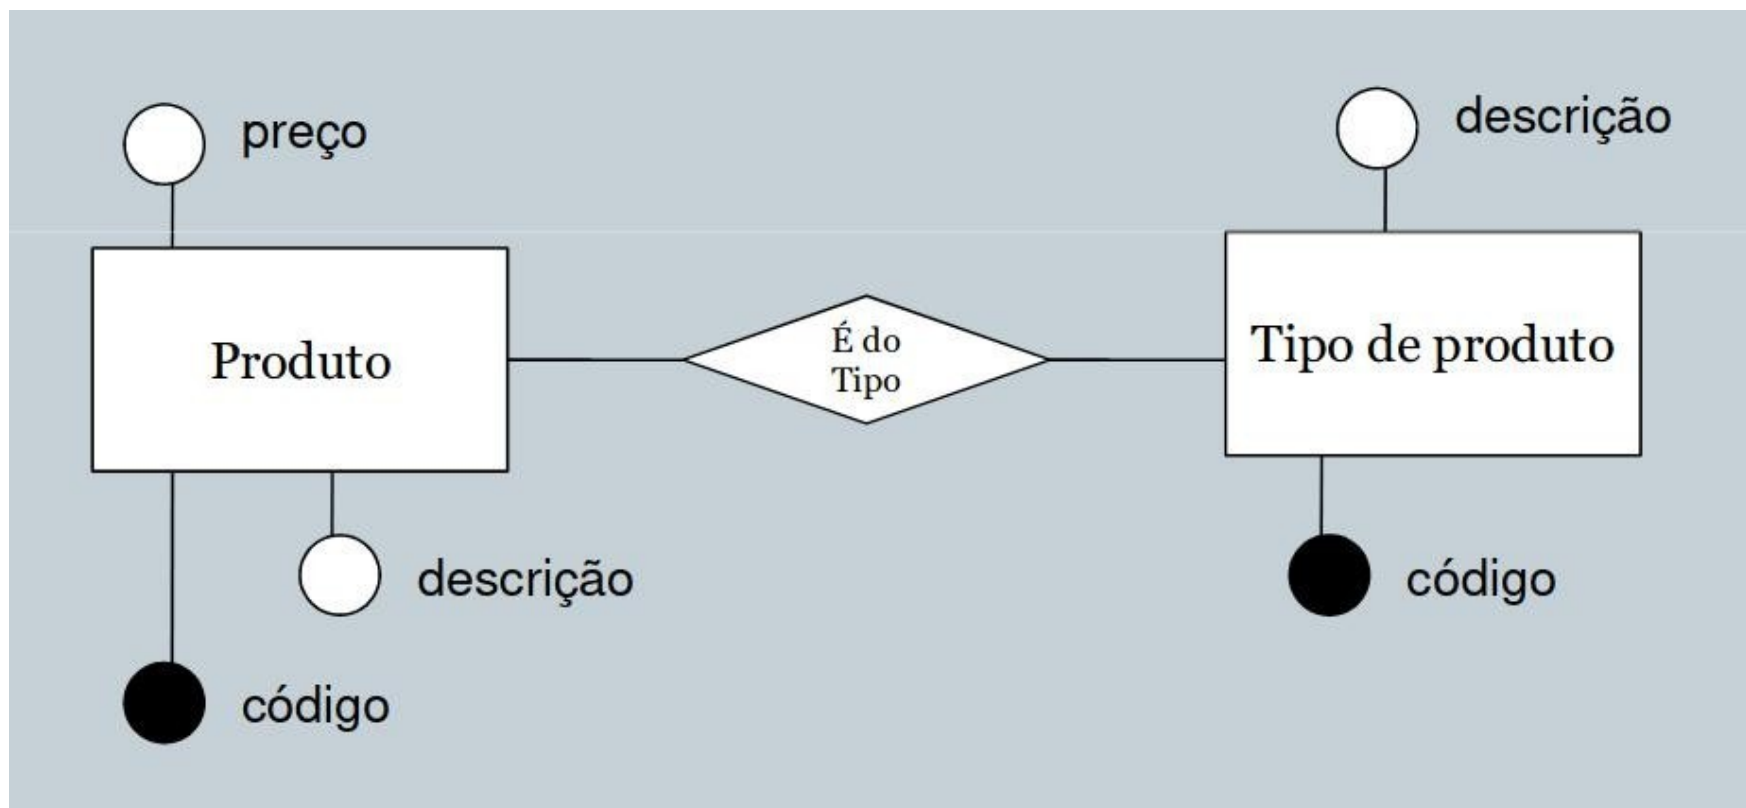 preço
descrição
Produto
É do
Tipo
Tipo de produto
descrição
código
código